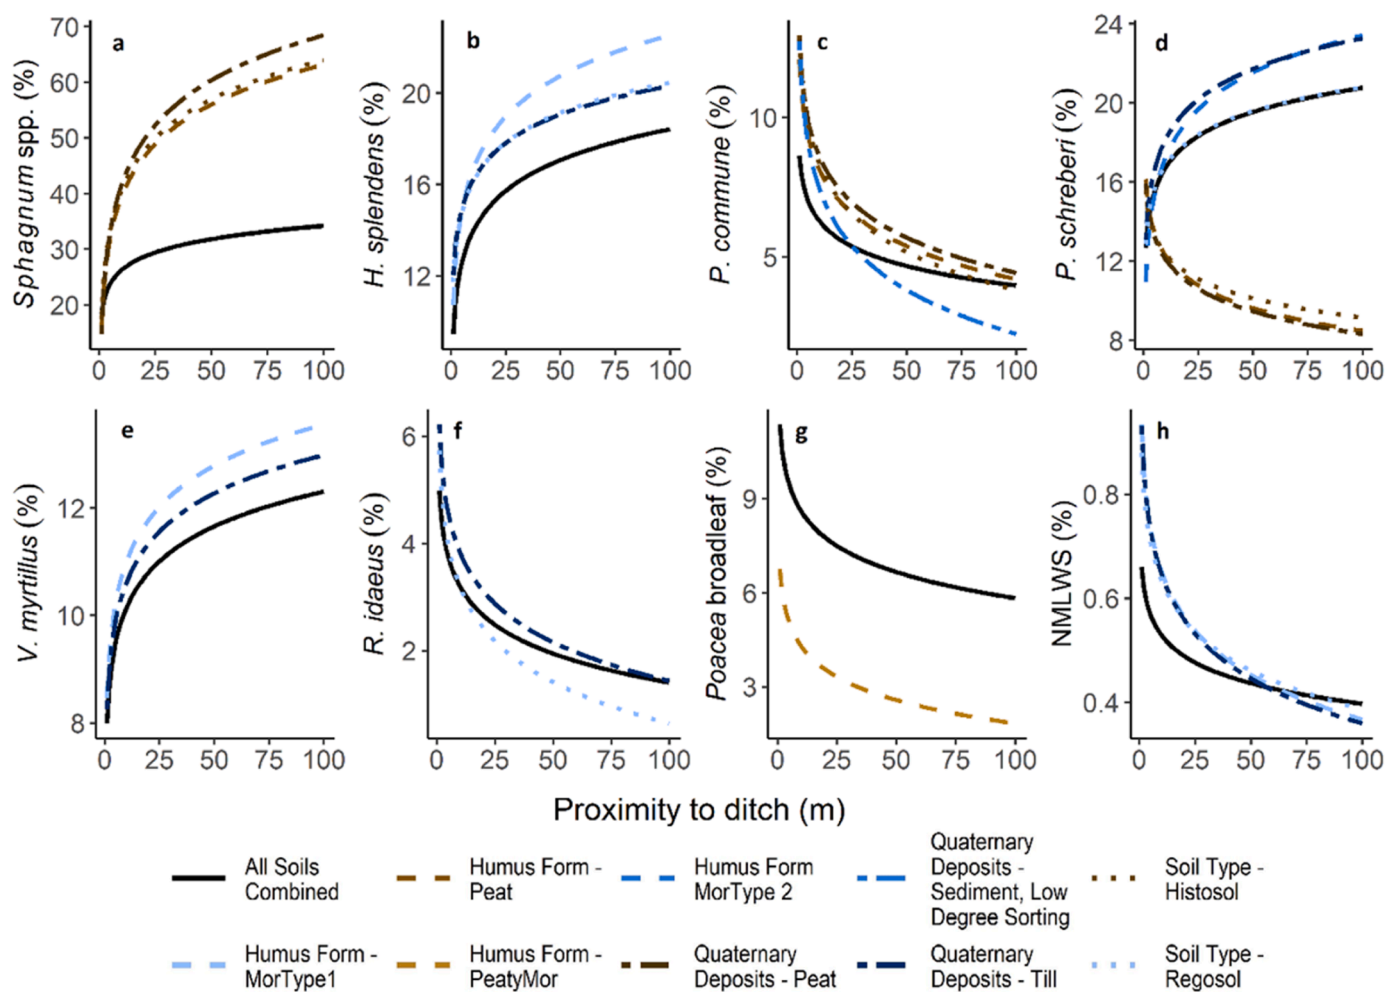 a
70
60
50
40
30
20
Sphagnum spp. (%)
0 25 50 75 100
b
20
16
12
H. splendens (%)
0 25 50 75 100
c
10
5
P. commune (%)
0 25 50 75 100
d
24
20
16
12
8
P. schreberi (%)
0 25 50 75 100
e
12
10
8
V. myrtillus (%)
0 25 50 75 100
f
6
4
2
R. idaeus (%)
0 25 50 75 100
g
9
6
3
Poacea broadleaf (%)
0 25 50 75 100
h
0.8
0.6
0.4
NMLWS (%)
0 25 50 75 100
Proximity to ditch (m)
All Soils
Combined
Humus Form -
Peat
Humus Form
MorType 2
Quaternary
Deposits -
Sediment, Low
Degree Sorting
Soil Type -
Histosol
Humus Form -
MorType1
Humus Form -
PeatyMor
Quaternary
Deposits - Peat
Quaternary
Deposits - Till
Soil Type -
Regosol